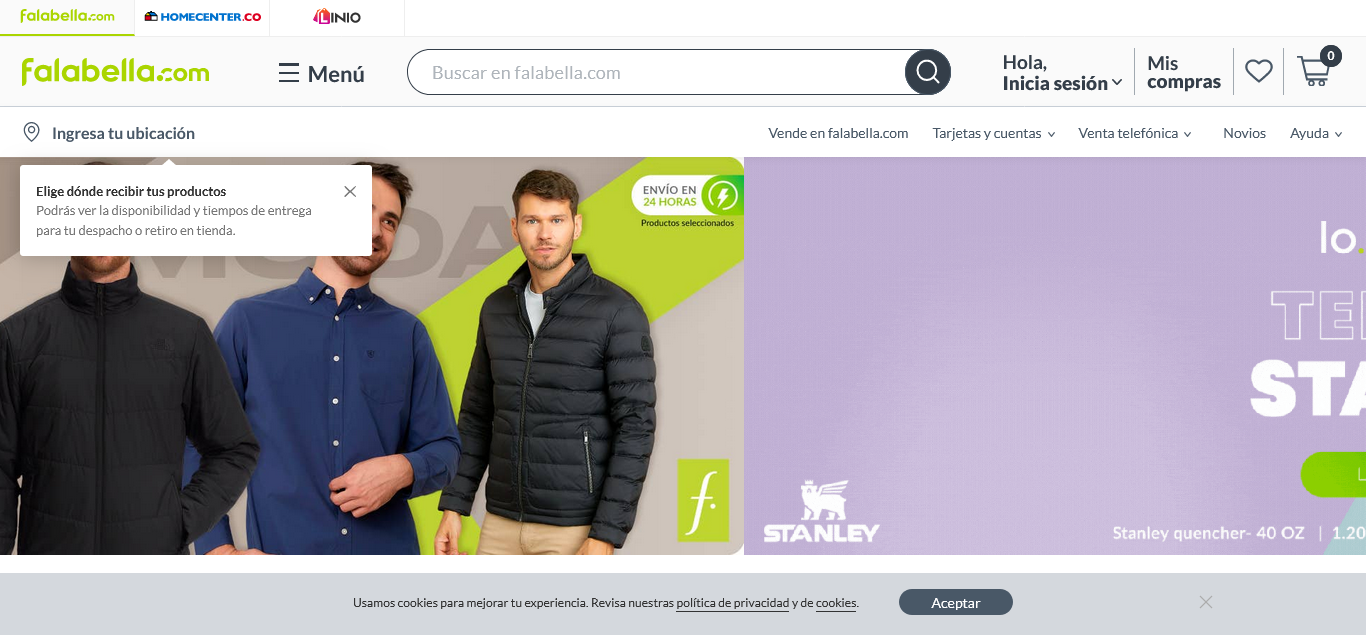 falabella.com
HOMECENTER.CO
LINIO
falabella.com
Menú
Buscar en falabella.com
Hola,
Inicia sesión
Mis
compras
0
Ingresa tu ubicación
Vende en falabella.com
Tarjetas y cuentas
Venta telefónica
Novios
Ayuda
Elige dónde recibir tus productos
Podrás ver la disponibilidad y tiempos de entrega
para tu despacho o retiro en tienda.
MODA
ENVÍO EN
24 HORAS
Productos seleccionados
f.
lo.
TE
STA
L
STANLEY
Stanley quencher- 40 OZ | 1.20
Usamos cookies para mejorar tu experiencia. Revisa nuestras política de privacidad y de cookies.
Aceptar